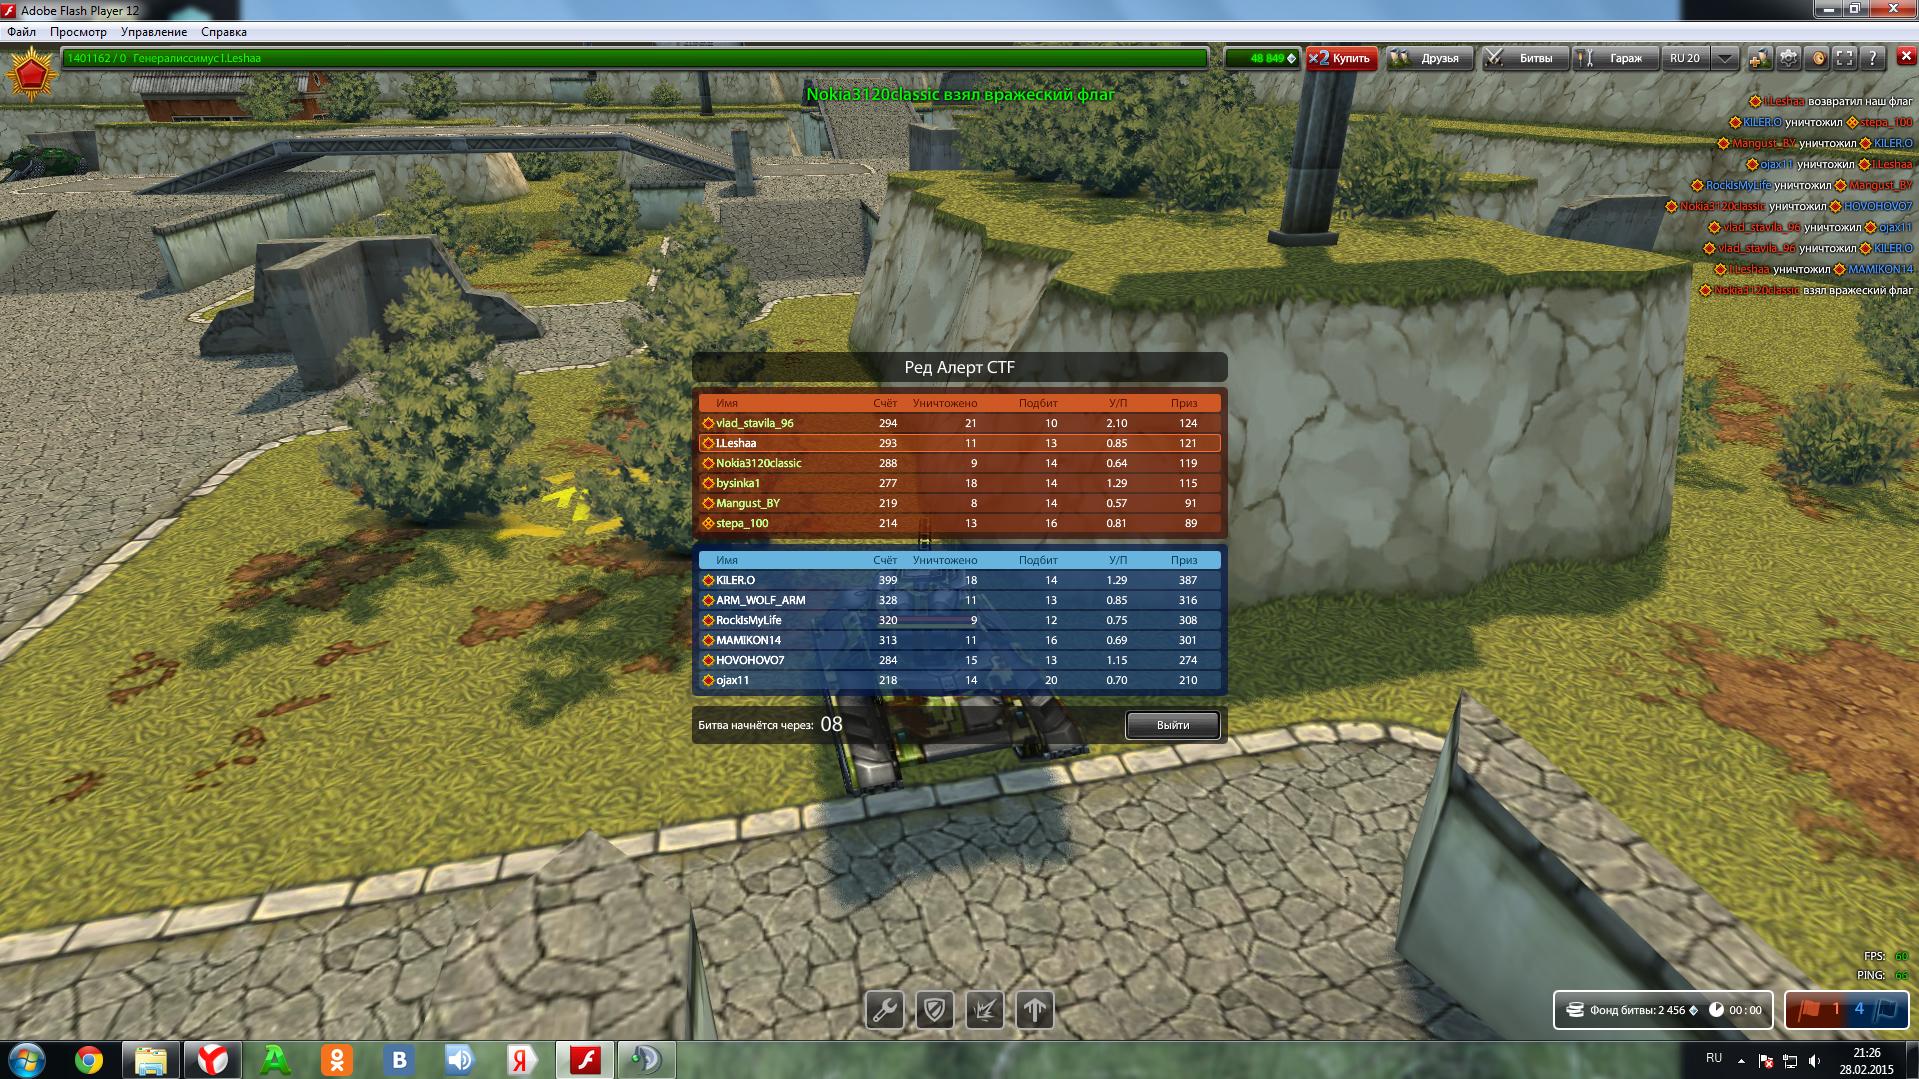 Adobe Flash Player 12
Файл Просмотр Управление Справка
1401162 / 0 Генералиссимус I.Leshaa
48 849
×2 Купить
Друзья
Битвы
Гараж
RU 20
?
Nokia3120classic взял вражеский флаг
I.Leshaa возвратил наш флаг
KILER.O уничтожил stepa_100
Mangust_BY уничтожил KILER.O
ojax11 уничтожил I.Leshaa
RockIsMyLife уничтожил Mangust_BY
Nokia3120classic уничтожил HOVOHOVO7
vlad_stavila_96 уничтожил ojax11
vlad_stavila_96 уничтожил KILER.O
I.Leshaa уничтожил MAMIKON14
Nokia3120classic взял вражеский флаг
Ред Алерт CTF
Имя Счёт Уничтожено Подбит У/П Приз
vlad_stavila_96 294 21 10 2.10 124
I.Leshaa 293 11 13 0.85 121
Nokia3120classic 288 9 14 0.64 119
bysinka1 277 18 14 1.29 115
Mangust_BY 219 8 14 0.57 91
stepa_100 214 13 16 0.81 89
Имя Счёт Уничтожено Подбит У/П Приз
KILER.O 399 18 14 1.29 387
ARM_WOLF_ARM 328 11 13 0.85 316
RockIsMyLife 320 9 12 0.75 308
MAMIKON14 313 11 16 0.69 301
HOVOHOVO7 284 15 13 1.15 274
ojax11 218 14 20 0.70 210
Битва начнётся через: 08
Выйти
FPS: 60
PING: 66
Фонд битвы: 2 456 00 : 00
1 4
RU
21:26
28.02.2015